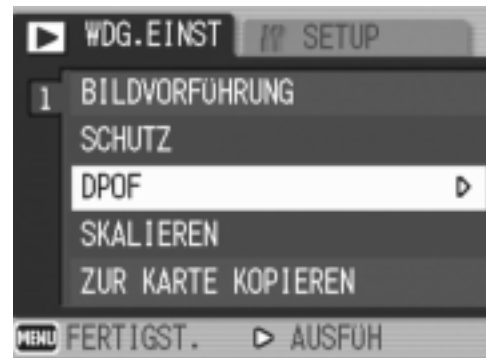 WDG.EINST SETUP
1 BILDVORFÜHRUNG
SCHUTZ
DPOF
SKALIEREN
ZUR KARTE KOPIEREN
MENU FERTIGST. AUSFÜH